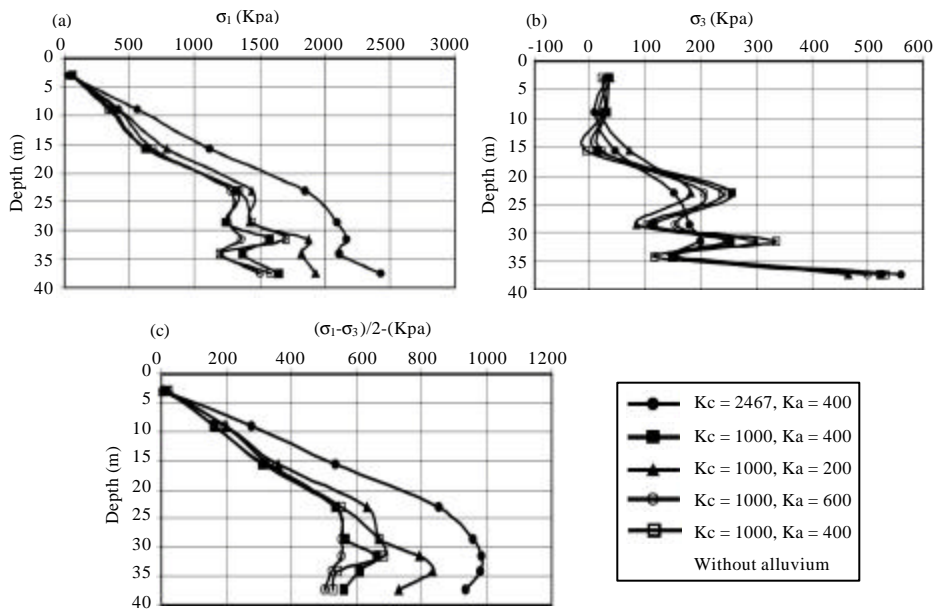 (a)
σ1 (Kpa)
0 500 1000 1500 2000 2500 3000
0
5
10
15
20
25
30
35
40
Depth (m)
(b)
σ3 (Kpa)
-100 0 100 200 300 400 500 600
0
5
10
15
20
25
30
35
40
Depth (m)
(c)
(σ1-σ3)/2-(Kpa)
0 200 400 600 800 1000 1200
0
5
10
15
20
25
30
35
40
Depth (m)
Kc = 2467, Ka = 400
Kc = 1000, Ka = 400
Kc = 1000, Ka = 200
Kc = 1000, Ka = 600
Kc = 1000, Ka = 400
Without alluvium